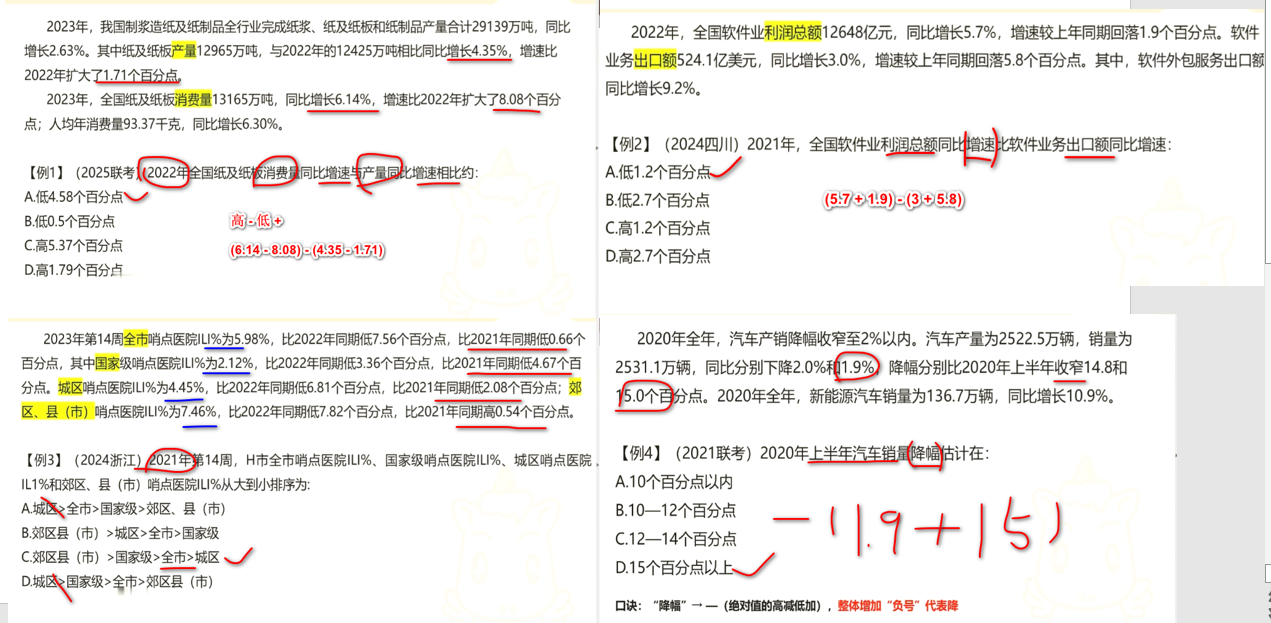 2023年，我国制浆造纸及纸制品全行业完成纸浆、纸及纸板和纸制品产量合计29139万吨，同比
增长2.63%。其中纸及纸板产量12965万吨，与2022年的12425万吨相比同比增长4.35%，增速比
2022年扩大了1.71个百分点。
2023年，全国纸及纸板消费量13165万吨，同比增长6.14%，增速比2022年扩大了8.08个百分
点；人均年消费量93.37千克，同比增长6.30%。
【例1】（2025联考）2022年全国纸及纸板消费量同比增速与产量同比增速相比约：
A.低4.58个百分点
B.低0.5个百分点
C.高5.37个百分点
D.高1.79个百分点
高 - 低 +
(6.14 - 8.08) - (4.35 - 1.71)
2022年，全国软件业利润总额12648亿元，同比增长5.7%，增速较上年同期回落1.9个百分点。软件
业务出口额524.1亿美元，同比增长3.0%，增速较上年同期回落5.8个百分点。其中，软件外包服务出口额
同比增长9.2%。
【例2】（2024四川）2021年，全国软件业利润总额同比增速比软件业务出口额同比增速：
A.低1.2个百分点
B.低2.7个百分点
C.高1.2个百分点
D.高2.7个百分点
(5.7 + 1.9) - (3 + 5.8)
2023年第14周全市哨点医院ILI%为5.98%，比2022年同期低7.56个百分点，比2021年同期低0.66个
百分点，其中国家级哨点医院ILI%为2.12%，比2022年同期低3.36个百分点，比2021年同期低4.67个百
分点。城区哨点医院ILI%为4.45%，比2022年同期低6.81个百分点，比2021年同期低2.08个百分点；郊
区、县（市）哨点医院ILI%为7.46%，比2022年同期低7.82个百分点，比2021年同期高0.54个百分点。
【例3】（2024浙江）2021年第14周，H市全市哨点医院ILI%、国家级哨点医院ILI%、城区哨点医院
IL1%和郊区、县（市）哨点医院ILI%从大到小排序为:
A.城区>全市>国家级>郊区、县（市）
B.郊区县（市）>城区>全市>国家级
C.郊区县（市）>国家级>全市>城区
D.城区>国家级>全市>郊区县（市）
2020年全年，汽车产销降幅收窄至2%以内。汽车产量为2522.5万辆，销量为
2531.1万辆，同比分别下降2.0%和1.9%，降幅分别比2020年上半年收窄14.8和
15.0个百分点。2020年全年，新能源汽车销量为136.7万辆，同比增长10.9%。
【例4】（2021联考）2020年上半年汽车销量降幅估计在：
A.10个百分点以内
B.10—12个百分点
C.12—14个百分点
D.15个百分点以上
-(1.9+15)
口诀：“降幅”→ —（绝对值的高减低加），整体增加“负号”代表降